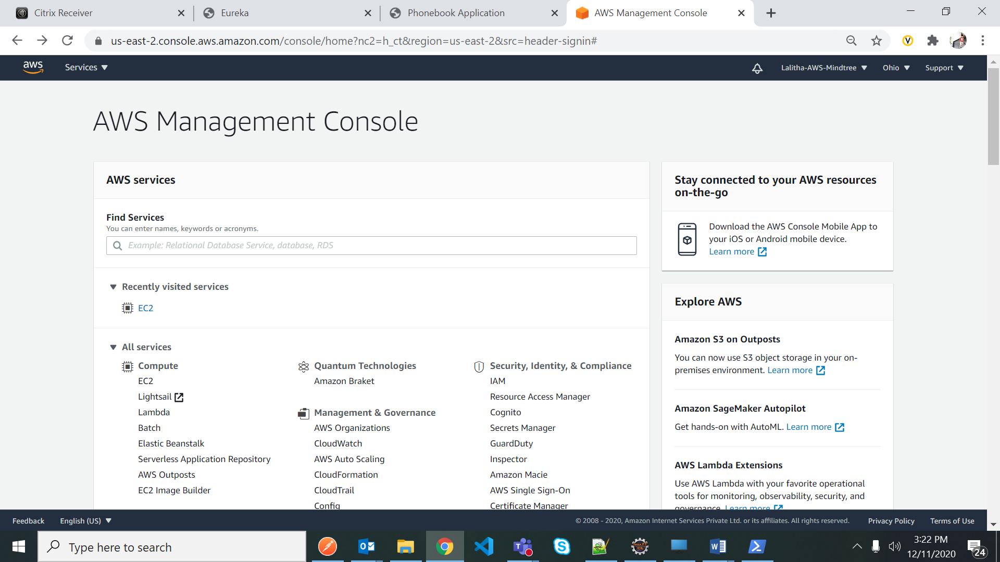 Citrix Receiver
Eureka
Phonebook Application
AWS Management Console
us-east-2.console.aws.amazon.com/console/home?nc2=h_ct&region=us-east-2&src=header-signin#
aws
Services
Lalitha-AWS-Mindtree
Ohio
Support
AWS Management Console
AWS services
Find Services
You can enter names, keywords or acronyms.
Example: Relational Database Service, database, RDS
Recently visited services
EC2
All services
Compute
EC2
Lightsail
Lambda
Batch
Elastic Beanstalk
Serverless Application Repository
AWS Outposts
EC2 Image Builder
Quantum Technologies
Amazon Braket
Management & Governance
AWS Organizations
CloudWatch
AWS Auto Scaling
CloudFormation
CloudTrail
Config
Security, Identity, & Compliance
IAM
Resource Access Manager
Cognito
Secrets Manager
GuardDuty
Inspector
Amazon Macie
AWS Single Sign-On
Certificate Manager
Stay connected to your AWS resources
on-the-go
Download the AWS Console Mobile App to
your iOS or Android mobile device.
Learn more
Explore AWS
Amazon S3 on Outposts
You can now use S3 object storage in your on-
premises environment. Learn more
Amazon SageMaker Autopilot
Get hands-on with AutoML. Learn more
AWS Lambda Extensions
Use AWS Lambda with your favorite operational
tools for monitoring, observability, security, and
governance. Learn more
Feedback
English (US)
© 2008 - 2020, Amazon Internet Services Private Ltd. or its affiliates. All rights reserved.
Privacy Policy
Terms of Use
Type here to search
3:22 PM
12/11/2020
24